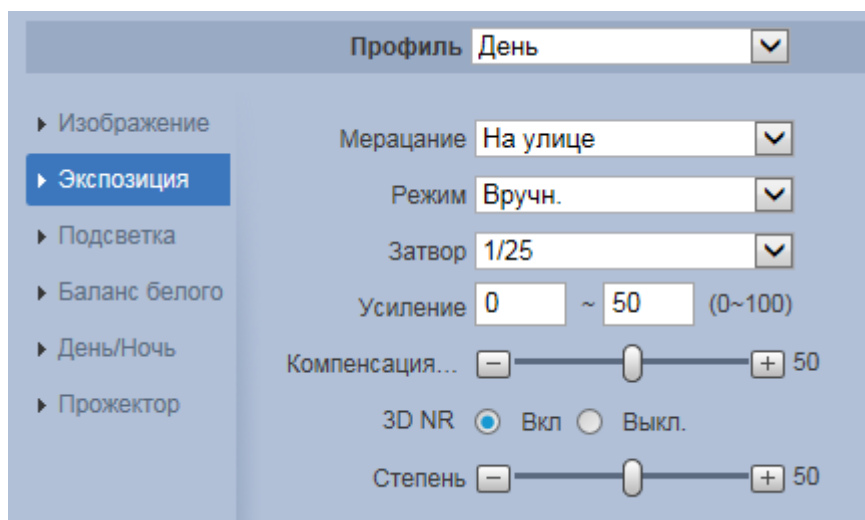 Профиль День
Изображение
Мерацание На улице
Экспозиция
Режим Вручн.
Подсветка
Затвор 1/25
Баланс белого
Усиление 0 ~ 50 (0~100)
День/Ночь
Компенсация... 50
Прожектор
3D NR Вкл Выкл.
Степень 50